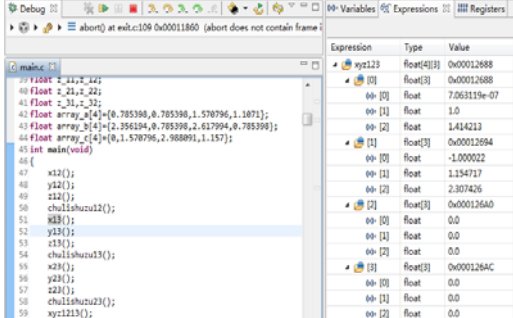 Debug
Variables Expressions Registers
abort() at exit.c:109 0x00011860 (abort does not contain frame i
Expression Type Value
xyz123 float[4][3] 0x00012688
[0] float[3] 0x00012688
[0] float 7.063119e-07
[1] float 1.0
[2] float 1.414213
[1] float[3] 0x00012694
[0] float -1.000022
[1] float 1.154717
[2] float 2.307426
[2] float[3] 0x000126A0
[0] float 0.0
[1] float 0.0
[2] float 0.0
[3] float[3] 0x000126AC
[0] float 0.0
[1] float 0.0
[2] float 0.0
main.c
39 float z_11,z_12;
40 float z_21,z_22;
41 float z_31,z_32;
42 float array_a[4]={0.785398,0.785398,1.570796,1.1071};
43 float array_b[4]={2.356194,0.785398,2.617994,0.785398};
44 float array_c[4]={0,1.570796,2.988091,1.157};
45 int main(void)
46 {
47 x12();
48 y12();
49 z12();
50 chulishuzu12();
51 x13();
52 y13();
53 z13();
54 chulishuzu13();
55 x23();
56 y23();
57 z23();
58 chulishuzu23();
59 xyz1213();